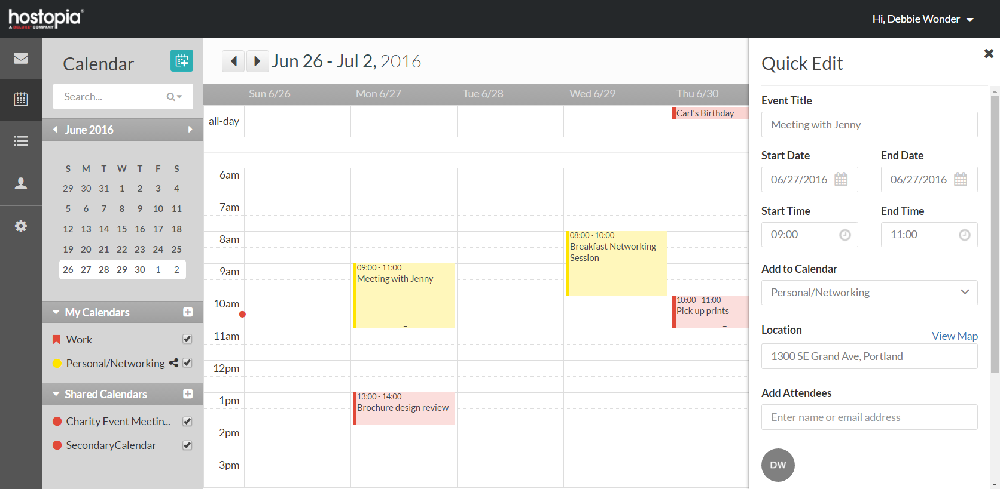 hostopia®
A DELUXE® COMPANY
Hi, Debbie Wonder
Calendar
Search...
June 2016
S M T W T F S
29 30 31 1 2 3 4
5 6 7 8 9 10 11
12 13 14 15 16 17 18
19 20 21 22 23 24 25
26 27 28 29 30 1 2
My Calendars
Work
Personal/Networking
Shared Calendars
Charity Event Meetin...
SecondaryCalendar
Jun 26 - Jul 2, 2016
Sun 6/26 Mon 6/27 Tue 6/28 Wed 6/29 Thu 6/30
all-day
Carl's Birthday
6am
7am
8am
9am
10am
11am
12pm
1pm
2pm
3pm
09:00 - 11:00
Meeting with Jenny
13:00 - 14:00
Brochure design review
08:00 - 10:00
Breakfast Networking
Session
10:00 - 11:00
Pick up prints
Quick Edit
Event Title
Meeting with Jenny
Start Date End Date
06/27/2016 06/27/2016
Start Time End Time
09:00 11:00
Add to Calendar
Personal/Networking
Location
View Map
1300 SE Grand Ave, Portland
Add Attendees
Enter name or email address
DW